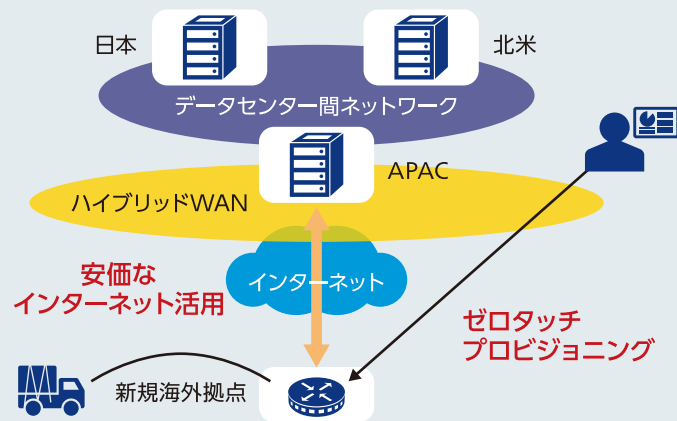 日本
北米
データセンター間ネットワーク
APAC
ハイブリッドWAN
安価な
インターネット活用
インターネット
ゼロタッチ
プロビジョニング
新規海外拠点